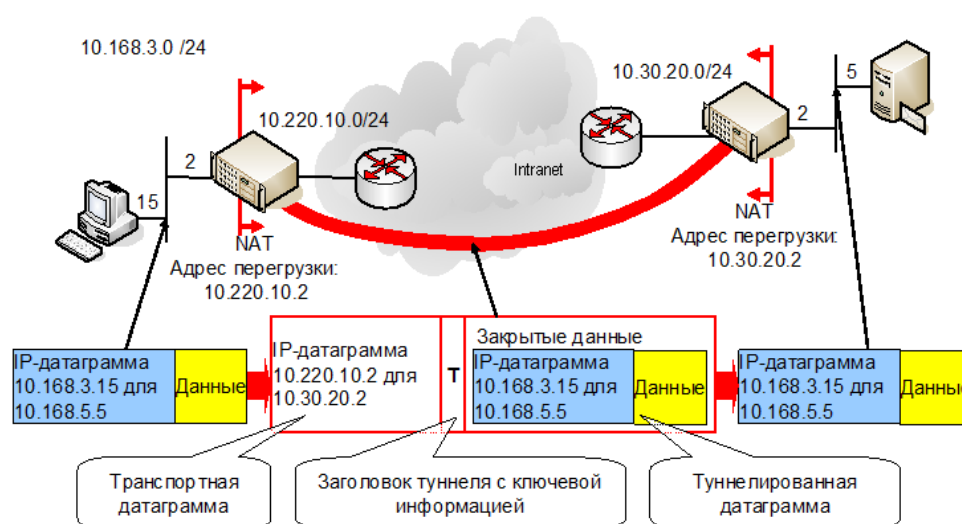 10.168.3.0 /24
10.30.20.0/24
5
10.220.10.0/24
2
2
Intranet
15
NAT
Адрес перегрузки:
10.220.10.2
NAT
Адрес перегрузки:
10.30.20.2
IP-датаграмма
10.168.3.15 для
10.168.5.5
Данные
IP-датаграмма
10.220.10.2 для
10.30.20.2
Т
Закрытые данные
IP-датаграмма
10.168.3.15 для
10.168.5.5
Данные
IP-датаграмма
10.168.3.15 для
10.168.5.5
Данные
Транспортная
датаграмма
Заголовок туннеля с ключевой
информацией
Туннелированная
датаграмма